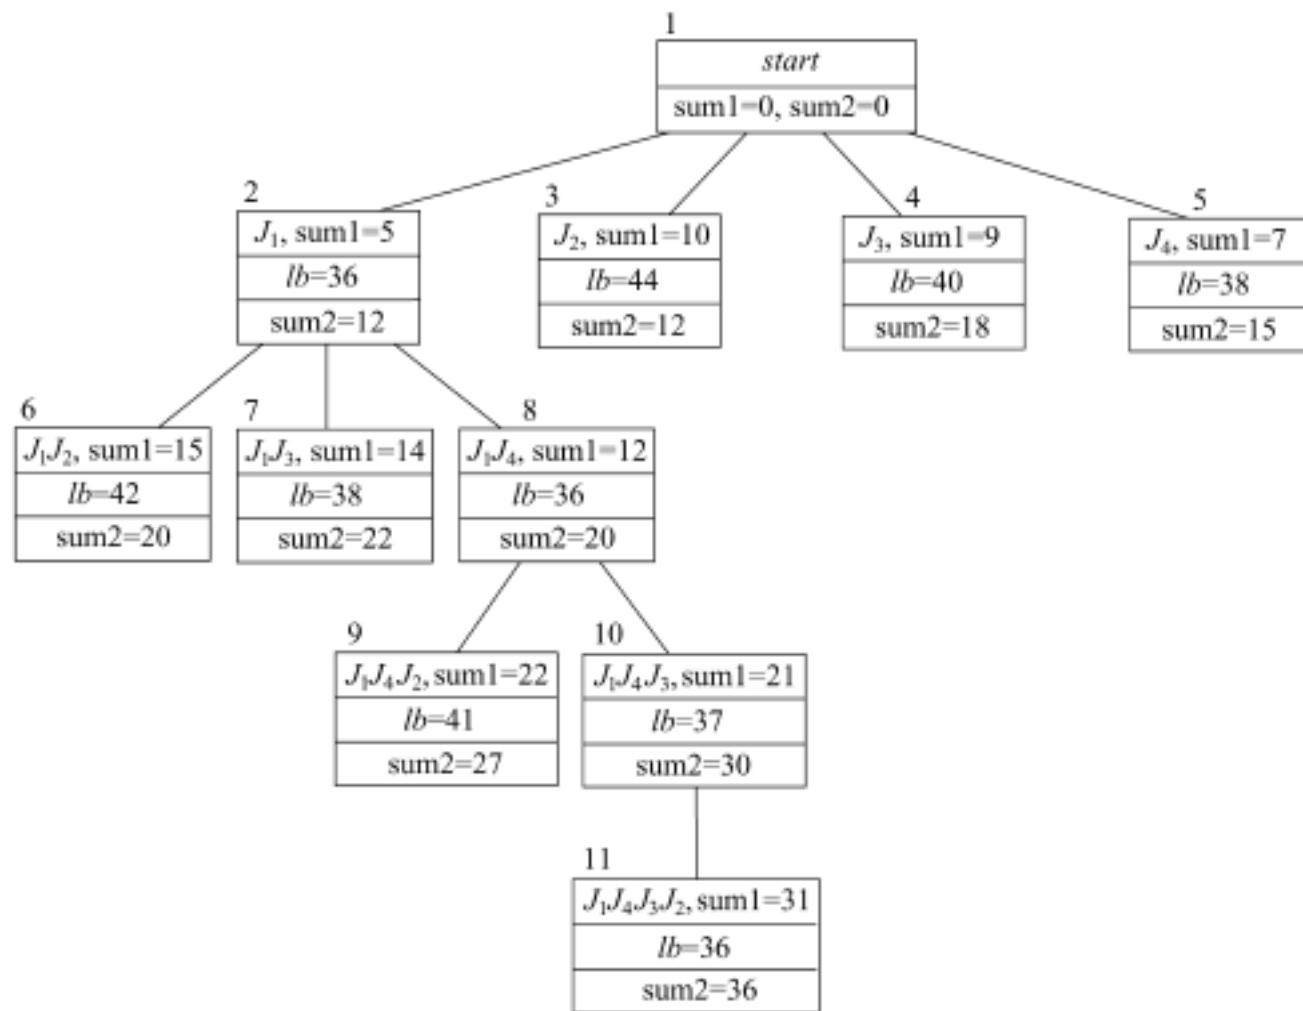 1
start
sum1=0, sum2=0
2
J₁, sum1=5
lb=36
sum2=12
3
J₂, sum1=10
lb=44
sum2=12
4
J₃, sum1=9
lb=40
sum2=18
5
J₄, sum1=7
lb=38
sum2=15
6
J₁J₂, sum1=15
lb=42
sum2=20
7
J₁J₃, sum1=14
lb=38
sum2=22
8
J₁J₄, sum1=12
lb=36
sum2=20
9
J₁J₄J₂, sum1=22
lb=41
sum2=27
10
J₁J₄J₃, sum1=21
lb=37
sum2=30
11
J₁J₄J₃J₂, sum1=31
lb=36
sum2=36